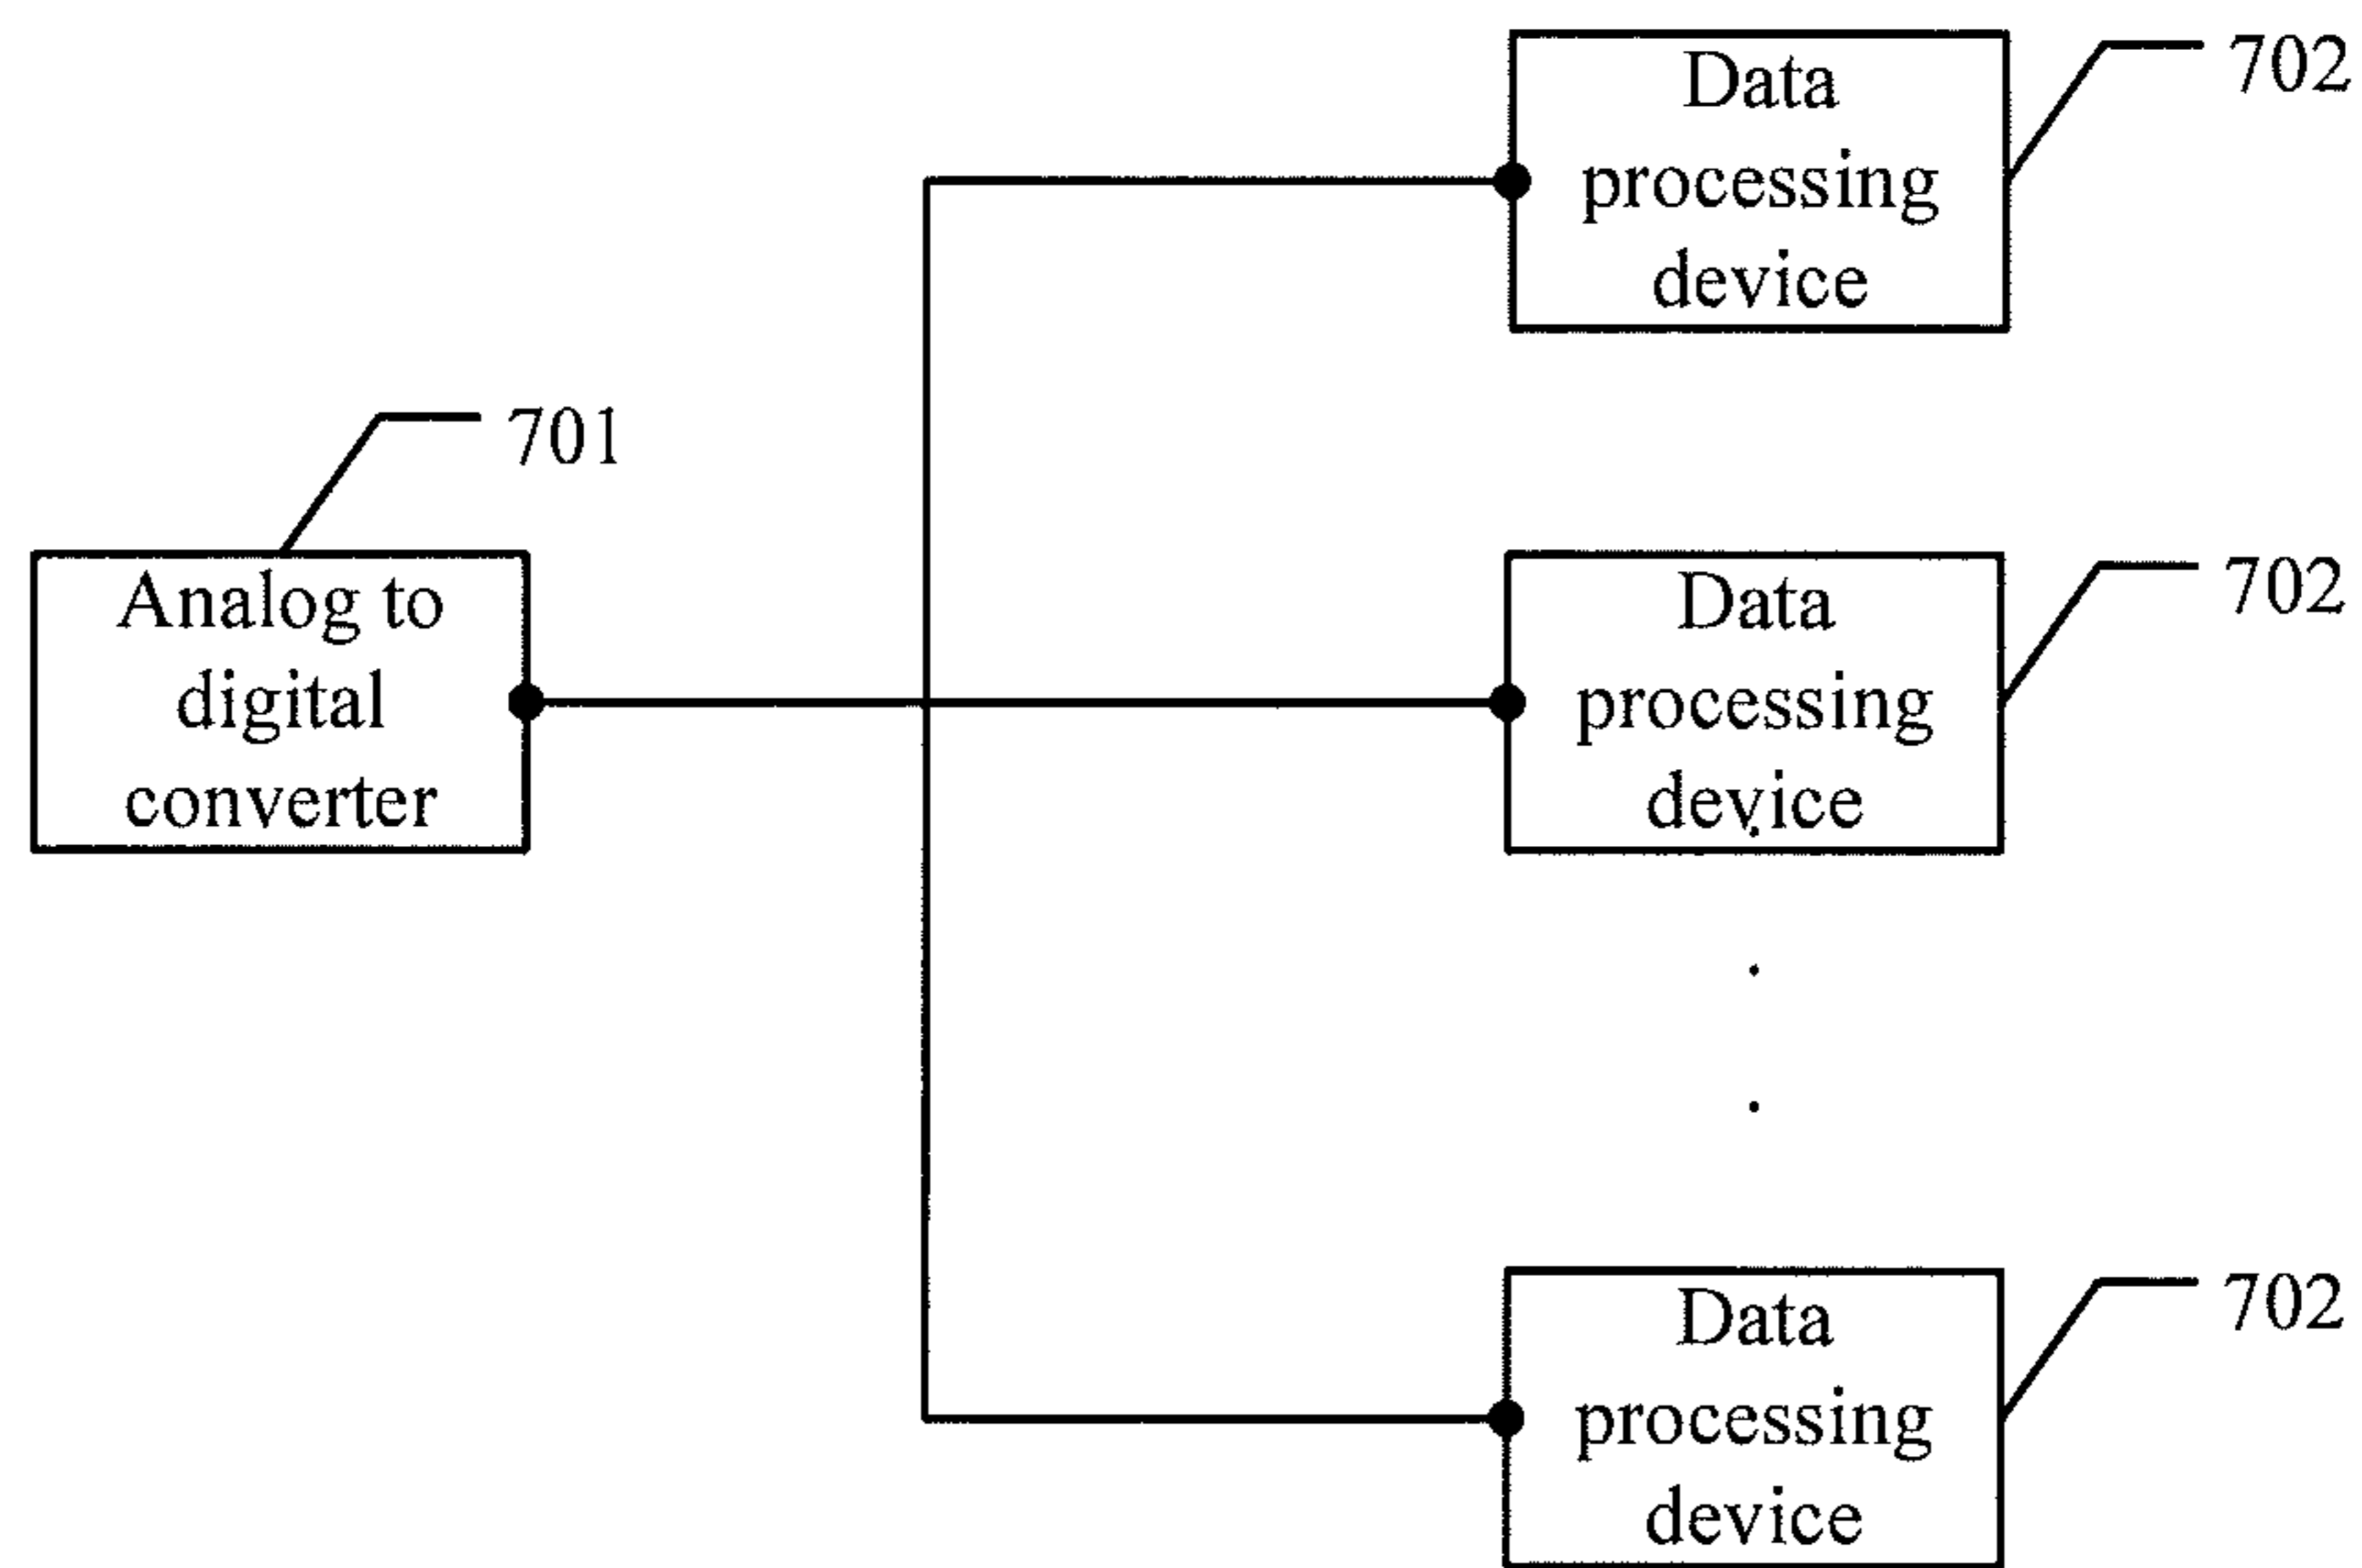 Data
processing
device
702
701
Analog to
digital
converter
Data
processing
device
702
Data
processing
device
702